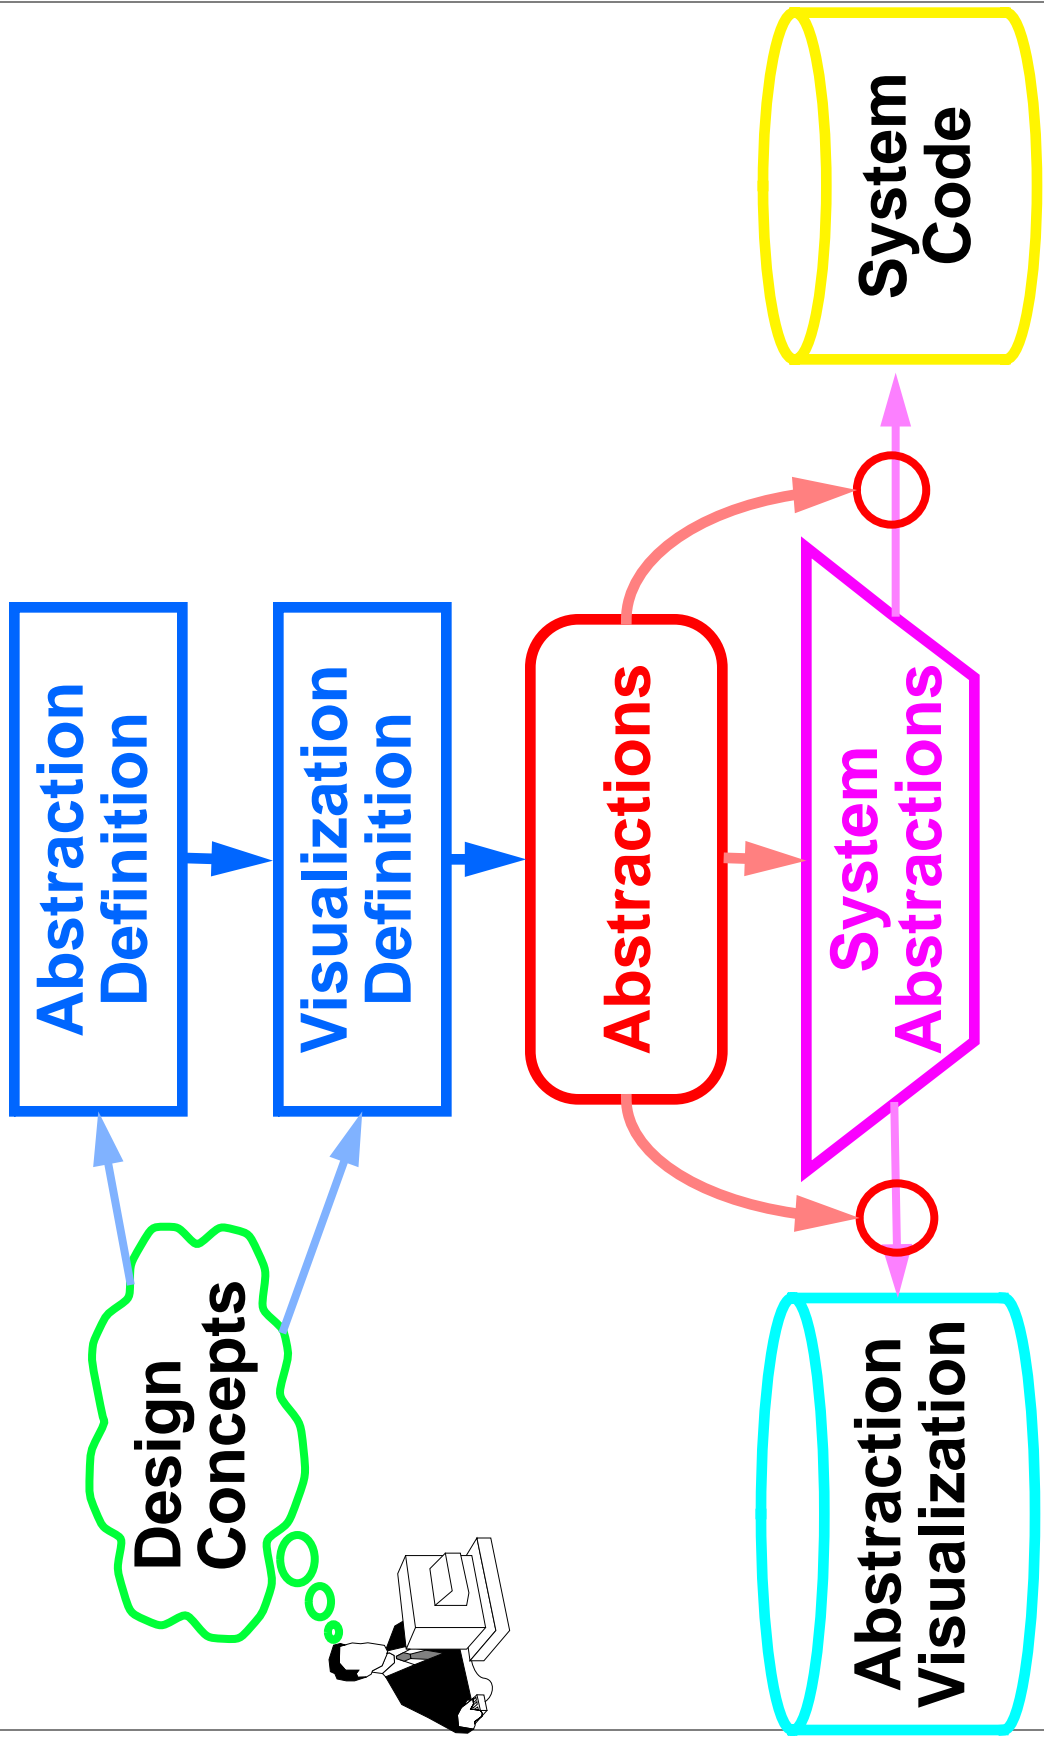 Abstraction
Definition
Design
Concepts
Visualization
Definition
Abstractions
System
Abstractions
Abstraction
Visualization
System
Code